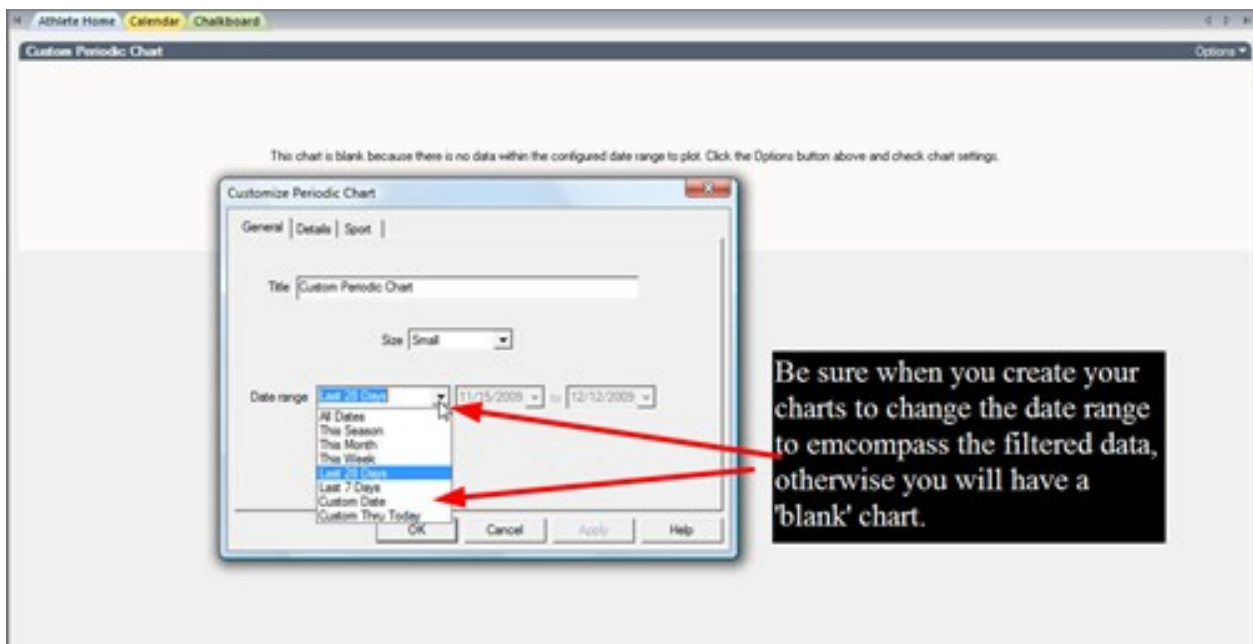 Athlete Home Calendar Chalkboard
Custom Periodic Chart Options
This chart is blank because there is no data within the configured date range to plot. Click the Options button above and check chart settings.
Customize Periodic Chart
General Details Sport
Title Custom Periodic Chart
Size Small
Date range Last 28 Days 11/15/2009 to 12/12/2009
All Dates
This Season
This Month
This Week
Last 28 Days
Last 7 Days
Custom Date
Custom Thru Today
OK Cancel Apply Help
Be sure when you create your
charts to change the date range
to emcompass the filtered data,
otherwise you will have a
'blank' chart.